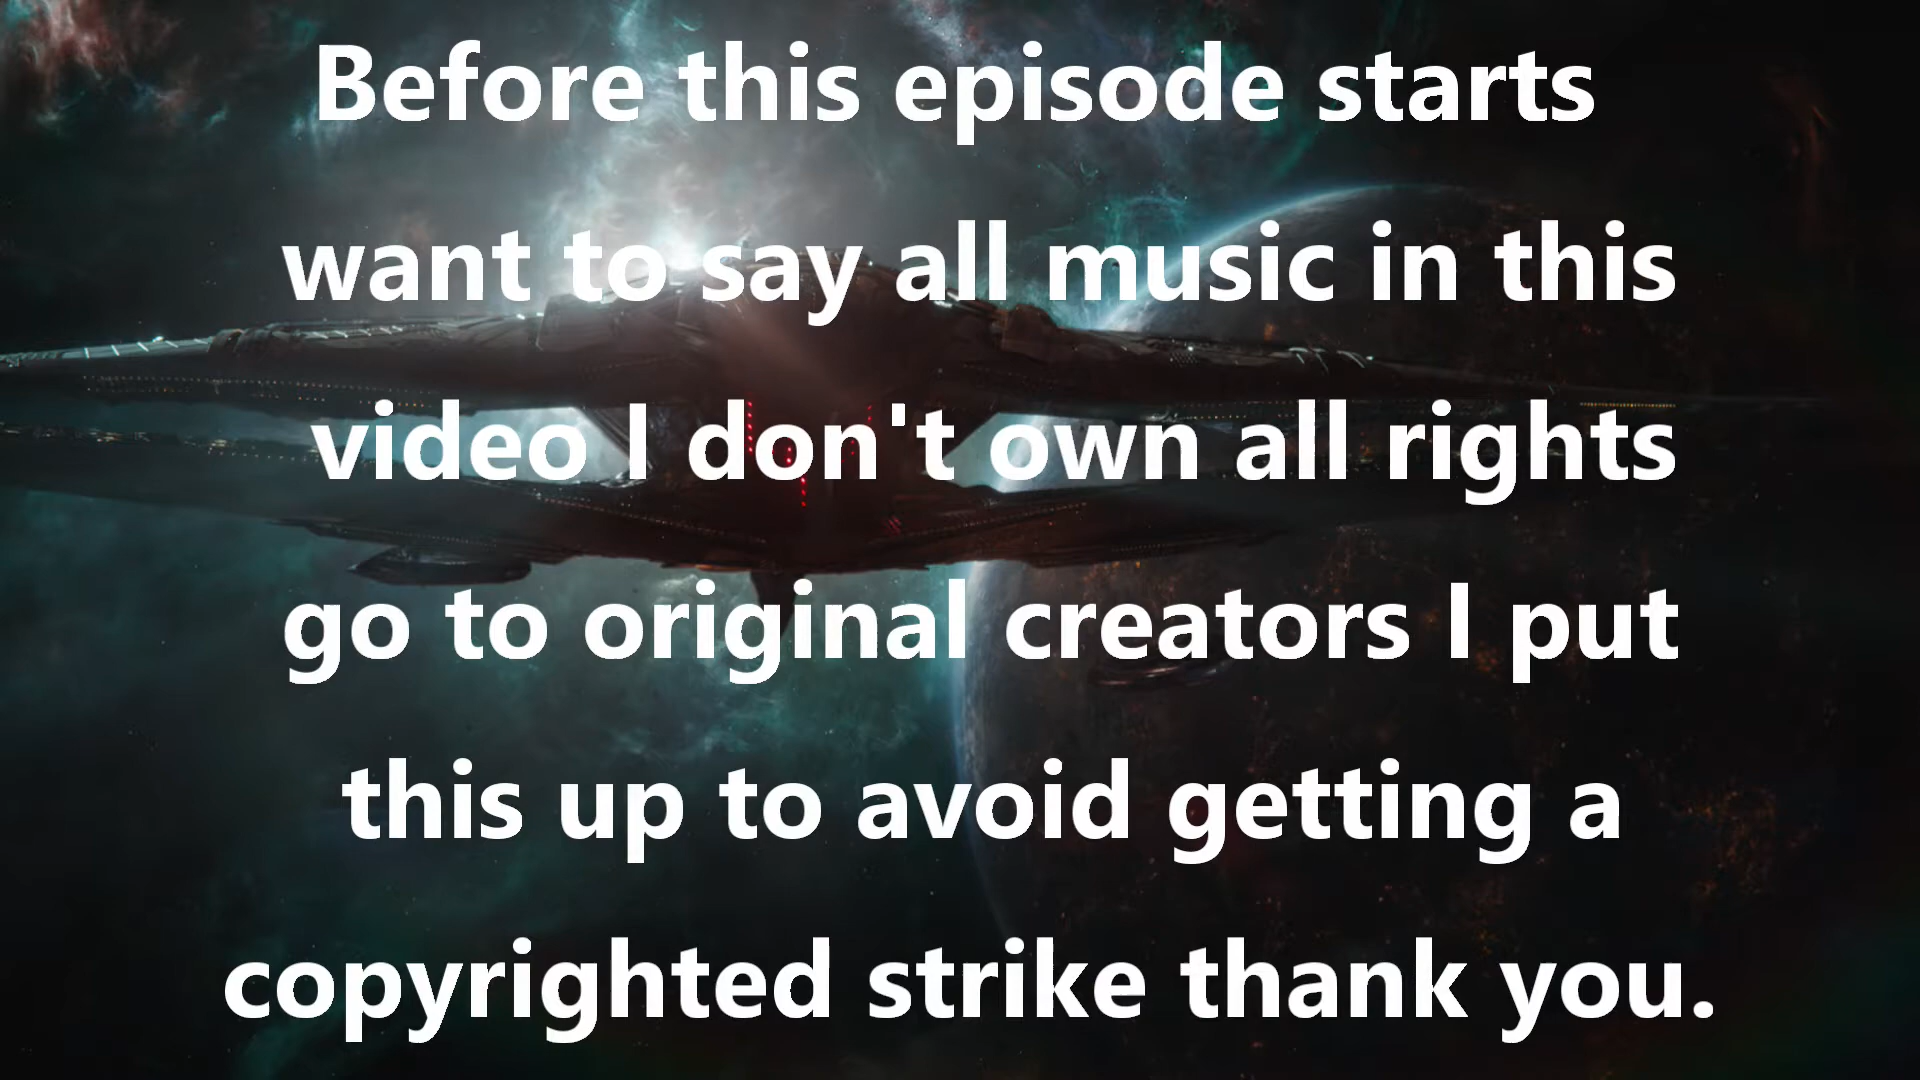 Before this episode starts
want to say all music in this
video I don't own all rights
go to original creators I put
this up to avoid getting a
copyrighted strike thank you.